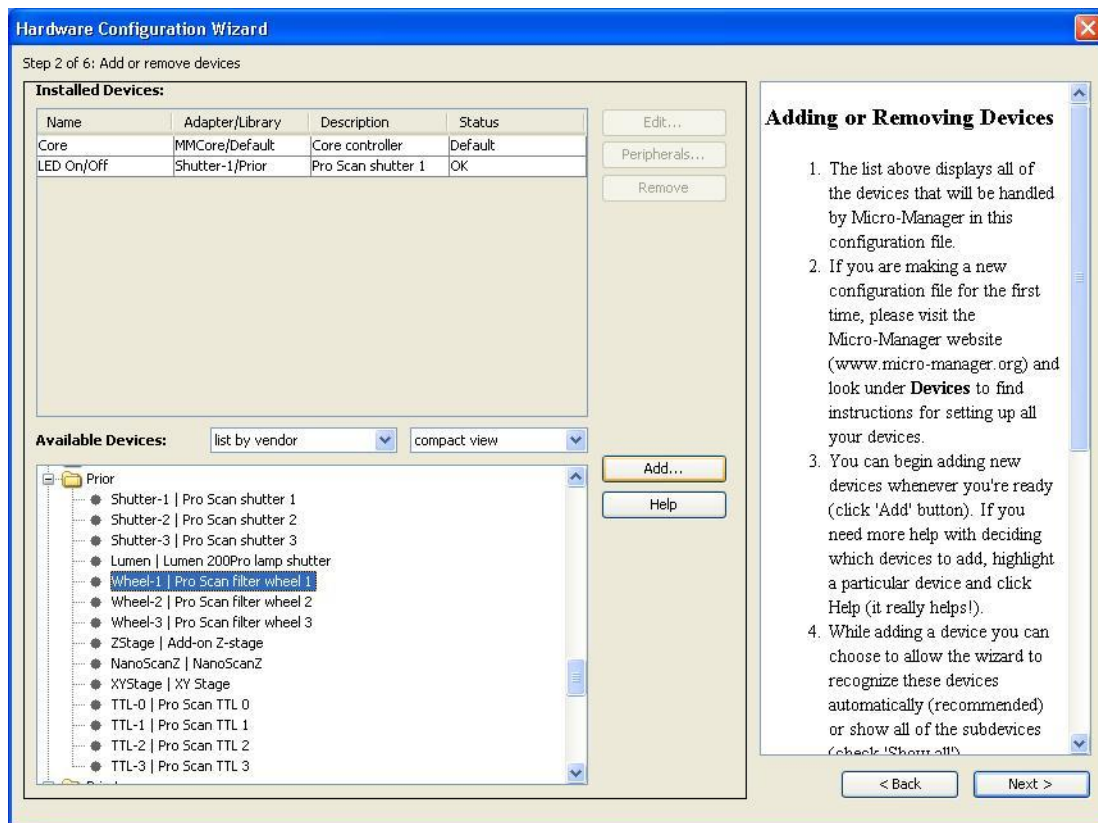 Hardware Configuration Wizard
Step 2 of 6: Add or remove devices
Installed Devices:
Name Adapter/Library Description Status
Core MMCore/Default Core controller Default
LED On/Off Shutter-1/Prior Pro Scan shutter 1 OK
Edit...
Peripherals...
Remove
Available Devices: list by vendor compact view
Prior
Shutter-1 | Pro Scan shutter 1
Shutter-2 | Pro Scan shutter 2
Shutter-3 | Pro Scan shutter 3
Lumen | Lumen 200Pro lamp shutter
Wheel-1 | Pro Scan filter wheel 1
Wheel-2 | Pro Scan filter wheel 2
Wheel-3 | Pro Scan filter wheel 3
ZStage | Add-on Z-stage
NanoScanZ | NanoScanZ
XYStage | XY Stage
TTL-0 | Pro Scan TTL 0
TTL-1 | Pro Scan TTL 1
TTL-2 | Pro Scan TTL 2
TTL-3 | Pro Scan TTL 3
Add...
Help
Adding or Removing Devices
1. The list above displays all of
the devices that will be handled
by Micro-Manager in this
configuration file.
2. If you are making a new
configuration file for the first
time, please visit the
Micro-Manager website
(www.micro-manager.org) and
look under Devices to find
instructions for setting up all
your devices.
3. You can begin adding new
devices whenever you're ready
(click 'Add' button). If you
need more help with deciding
which devices to add, highlight
a particular device and click
Help (it really helps!).
4. While adding a device you can
choose to allow the wizard to
recognize these devices
automatically (recommended)
or show all of the subdevices
(check 'Show all')
< Back
Next >